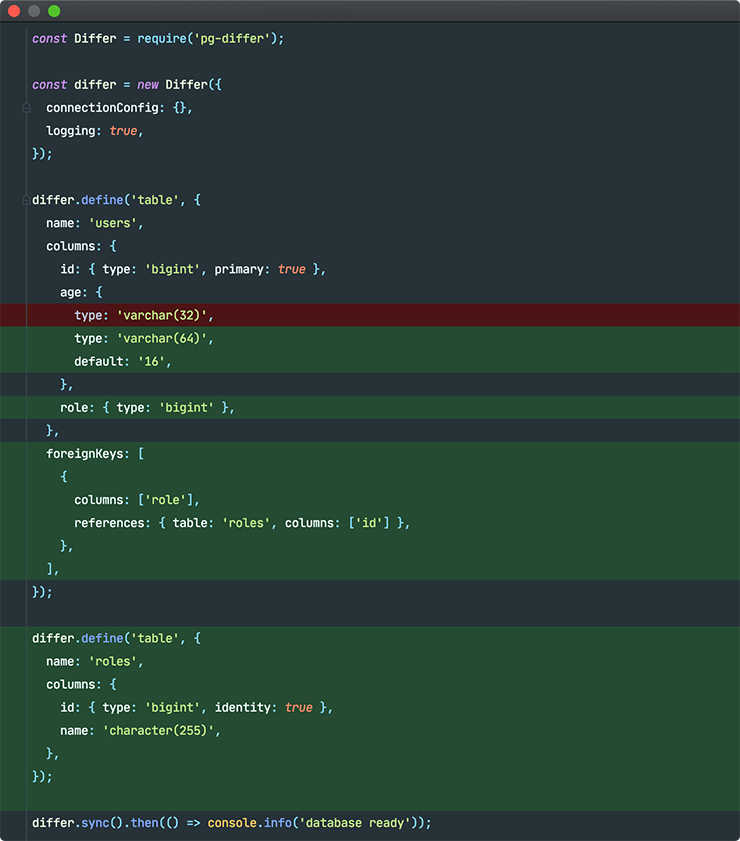 const Differ = require('pg-differ');
const differ = new Differ({
  connectionConfig: {},
  logging: true,
});
differ.define('table', {
  name: 'users',
  columns: {
    id: { type: 'bigint', primary: true },
    age: {
      type: 'varchar(32)',
      type: 'varchar(64)',
      default: '16',
    },
    role: { type: 'bigint' },
  },
  foreignKeys: [
    {
      columns: ['role'],
      references: { table: 'roles', columns: ['id'] },
    },
  ],
});
differ.define('table', {
  name: 'roles',
  columns: {
    id: { type: 'bigint', identity: true },
    name: 'character(255)',
  },
});
differ.sync().then(() => console.info('database ready'));